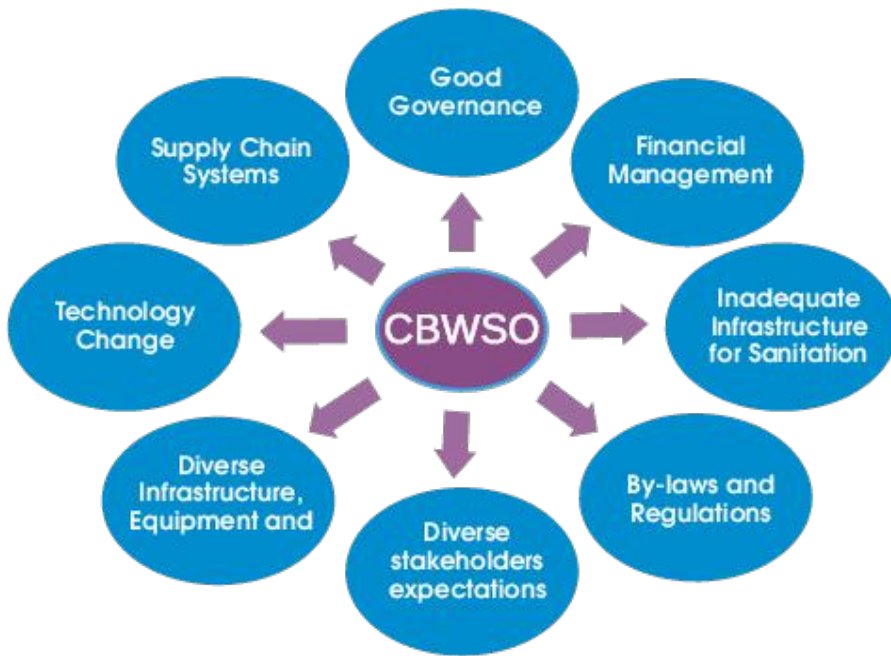 Good
Governance
Supply Chain
Systems
Financial
Management
Technology
Change
CBWSO
Inadequate
Infrastructure
for Sanitation
Diverse
Infrastructure,
Equipment and
By-laws and
Regulations
Diverse
stakeholders
expectations